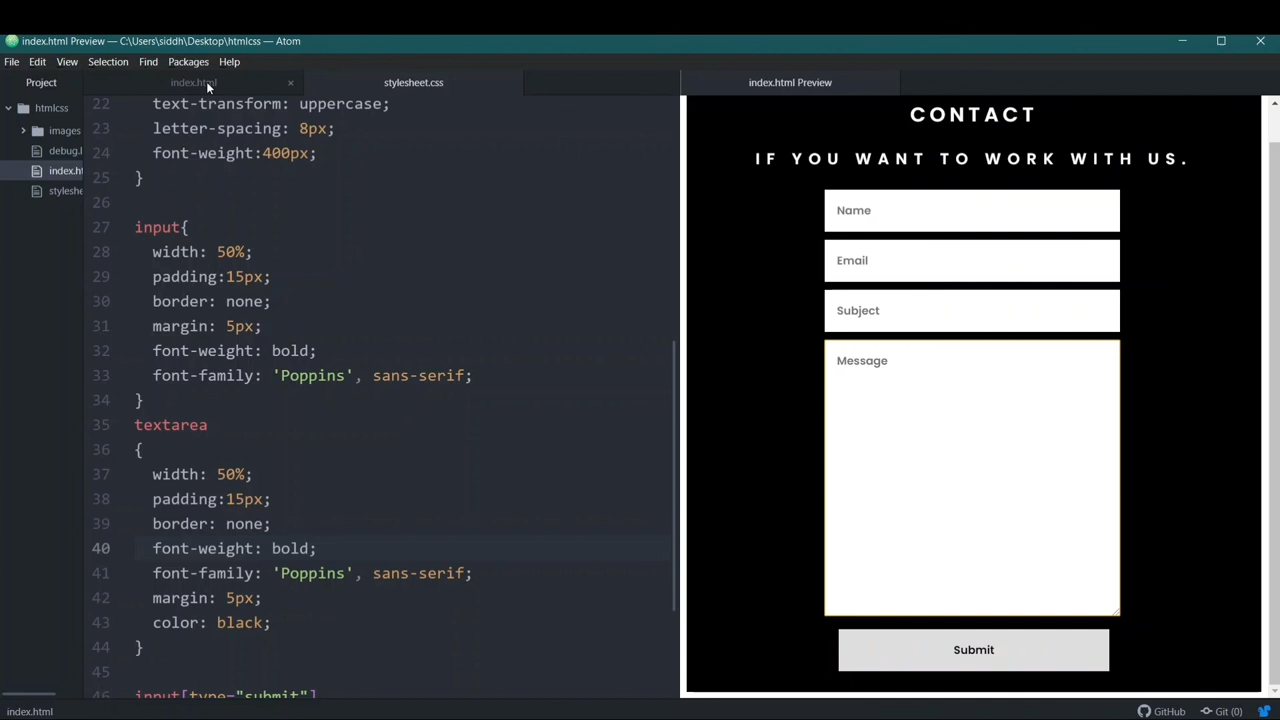 index.html Preview — C:\Users\siddh\Desktop\htmlcss — Atom
File Edit View Selection Find Packages Help
Project
index.html
stylesheet.css
index.html Preview
htmlcss
images
debug.l
index.ht
styleshe
22 text-transform: uppercase;
23 letter-spacing: 8px;
24 font-weight:400px;
25 }
26
27 input{
28 width: 50%;
29 padding:15px;
30 border: none;
31 margin: 5px;
32 font-weight: bold;
33 font-family: 'Poppins', sans-serif;
34 }
35 textarea
36 {
37 width: 50%;
38 padding:15px;
39 border: none;
40 font-weight: bold;
41 font-family: 'Poppins', sans-serif;
42 margin: 5px;
43 color: black;
44 }
45
46 input[type="submit"]
CONTACT
IF YOU WANT TO WORK WITH US.
Name
Email
Subject
Message
Submit
index.html
GitHub
Git (0)